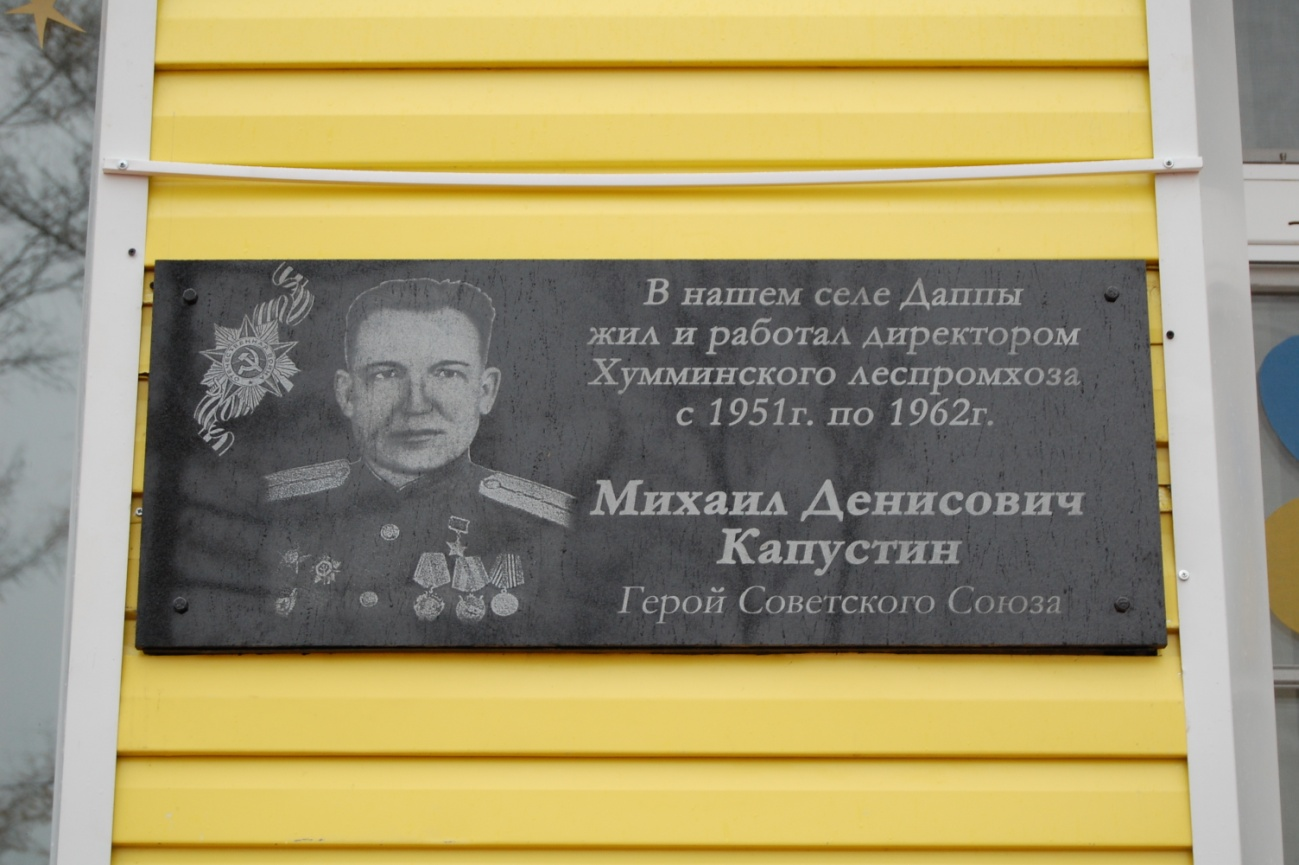 В нашем селе Даппы
жил и работал директором
Хумминского леспромхоза
с 1951г. по 1962г.
Михаил Денисович
Капустин
Герой Советского Союза